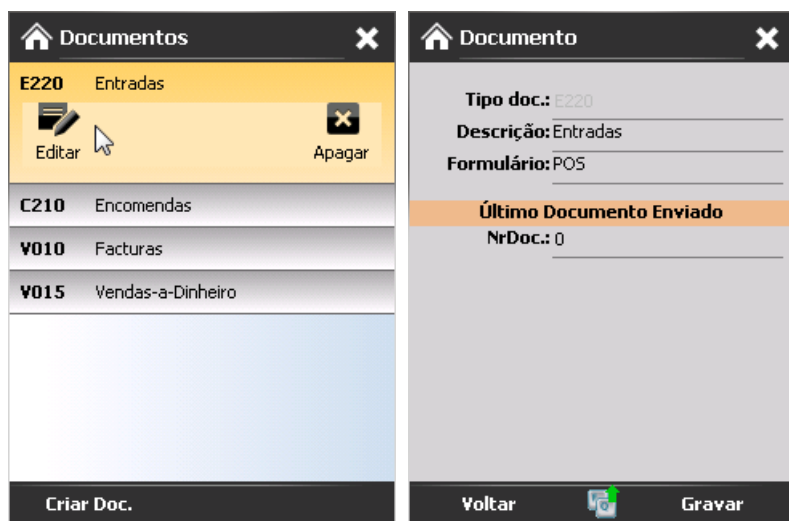 Documentos
E220 Entradas
Editar Apagar
C210 Encomendas
V010 Facturas
V015 Vendas-a-Dinheiro
Criar Doc.
Documento
Tipo doc.: E220
Descrição: Entradas
Formulário: POS
Último Documento Enviado
NrDoc.: 0
Voltar Gravar